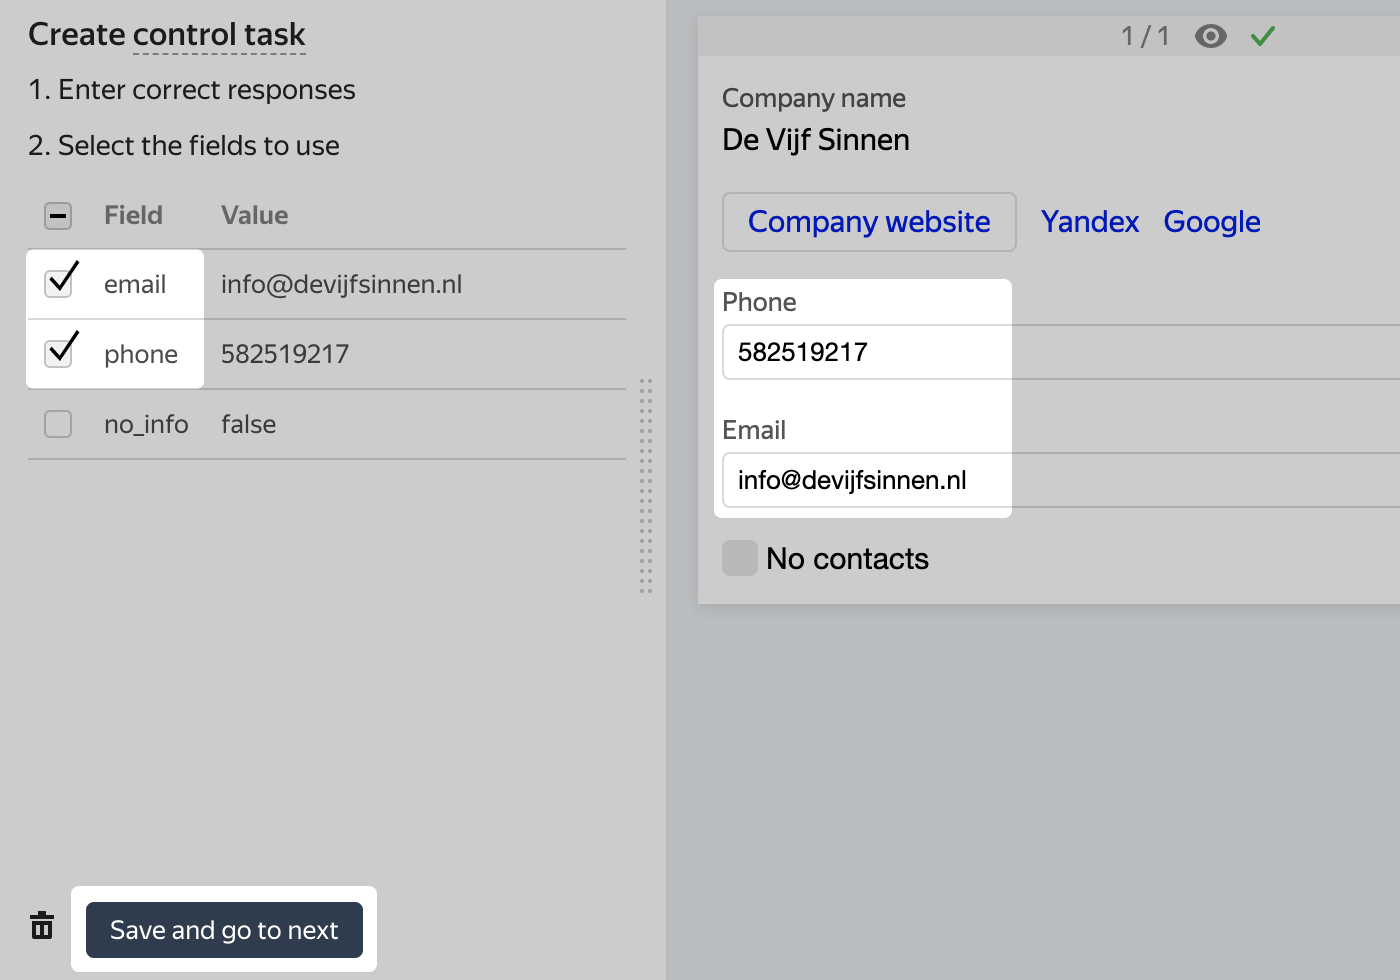 Create control task
1. Enter correct responses
2. Select the fields to use
Field Value
email info@devijfsinnen.nl
phone 582519217
no_info false
Save and go to next
1 / 1
Company name
De Vijf Sinnen
Company website Yandex Google
Phone
582519217
Email
info@devijfsinnen.nl
No contacts